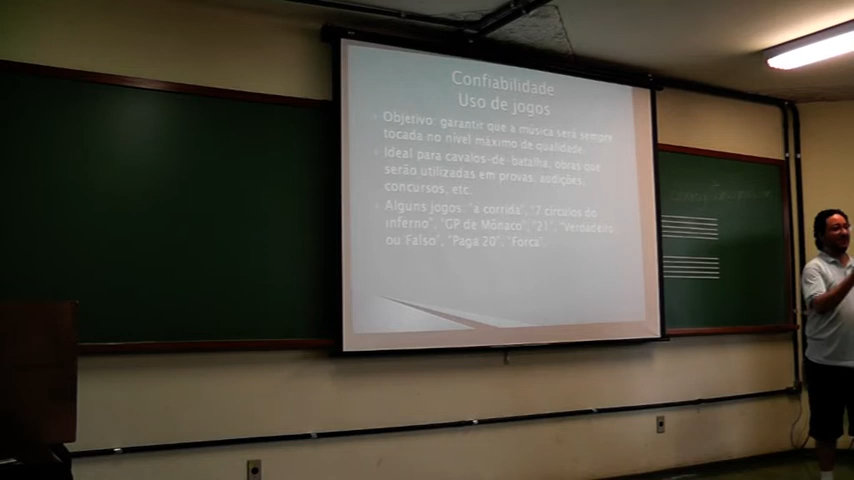 Confiabilidade
Uso de jogos
Objetivo: garantir que a música será sempre
tocada no nível máximo de qualidade.
Ideal para cavalos-de-batalha, obras que
serão utilizadas em provas, audições,
concursos, etc.
Alguns jogos: "a corrida", "7 círculos do
inferno", "GP de Mônaco", "21", "Verdadeiro
ou Falso", "Paga 20", "Forca".